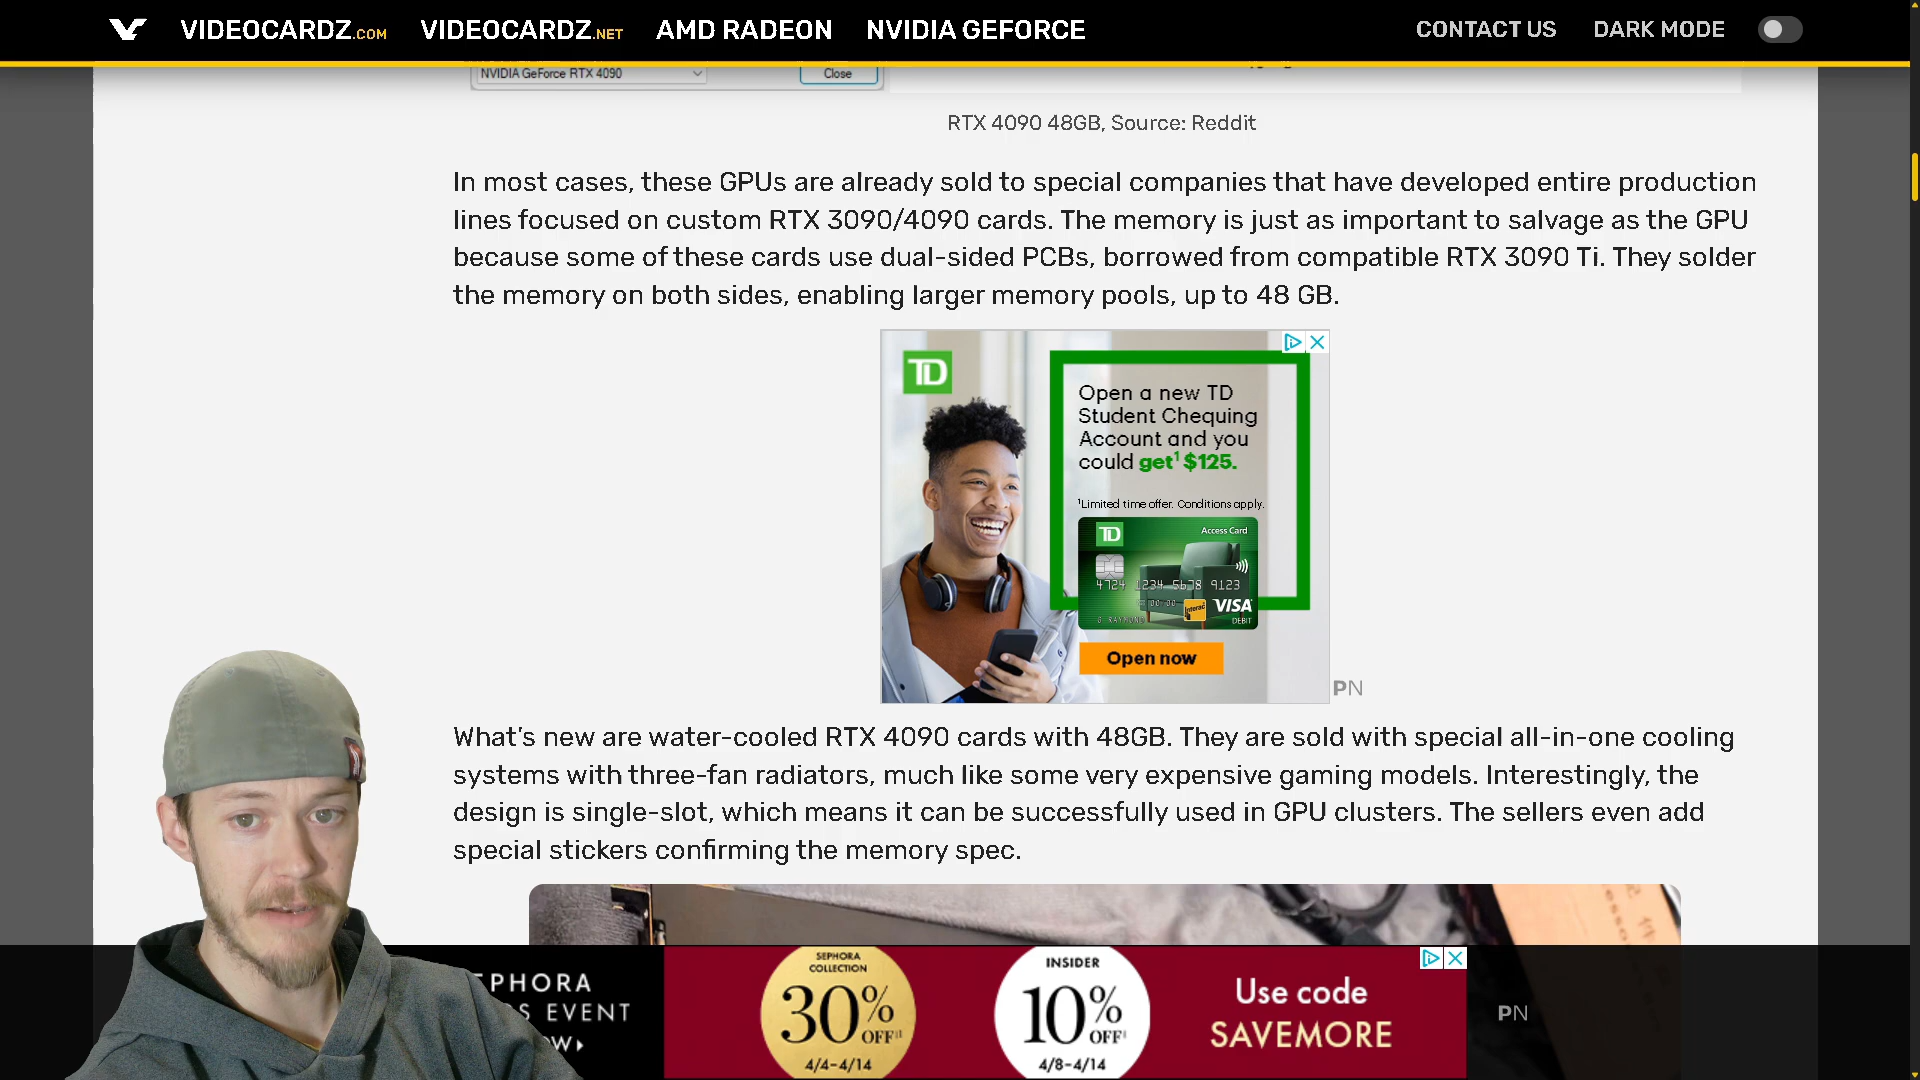 VIDEOCARDZ.COM VIDEOCARDZ.NET AMD RADEON NVIDIA GEFORCE CONTACT US DARK MODE
NVIDIA GeForce RTX 4090 Close
RTX 4090 48GB, Source: Reddit
In most cases, these GPUs are already sold to special companies that have developed entire production
lines focused on custom RTX 3090/4090 cards. The memory is just as important to salvage as the GPU
because some of these cards use dual-sided PCBs, borrowed from compatible RTX 3090 Ti. They solder
the memory on both sides, enabling larger memory pools, up to 48 GB.
TD
Open a new TD
Student Chequing
Account and you
could get¹ $125.
¹Limited time offer. Conditions apply.
TD Access Card
4724 1234 5678 9123
Interac VISA
DEBIT
Open now
PN
What's new are water-cooled RTX 4090 cards with 48GB. They are sold with special all-in-one cooling
systems with three-fan radiators, much like some very expensive gaming models. Interestingly, the
design is single-slot, which means it can be successfully used in GPU clusters. The sellers even add
special stickers confirming the memory spec.
PHORA
S EVENT
OW
SEPHORA
COLLECTION
30% OFF
4/4–4/14
INSIDER
10% OFF
4/8–4/14
Use code
SAVEMORE
PN